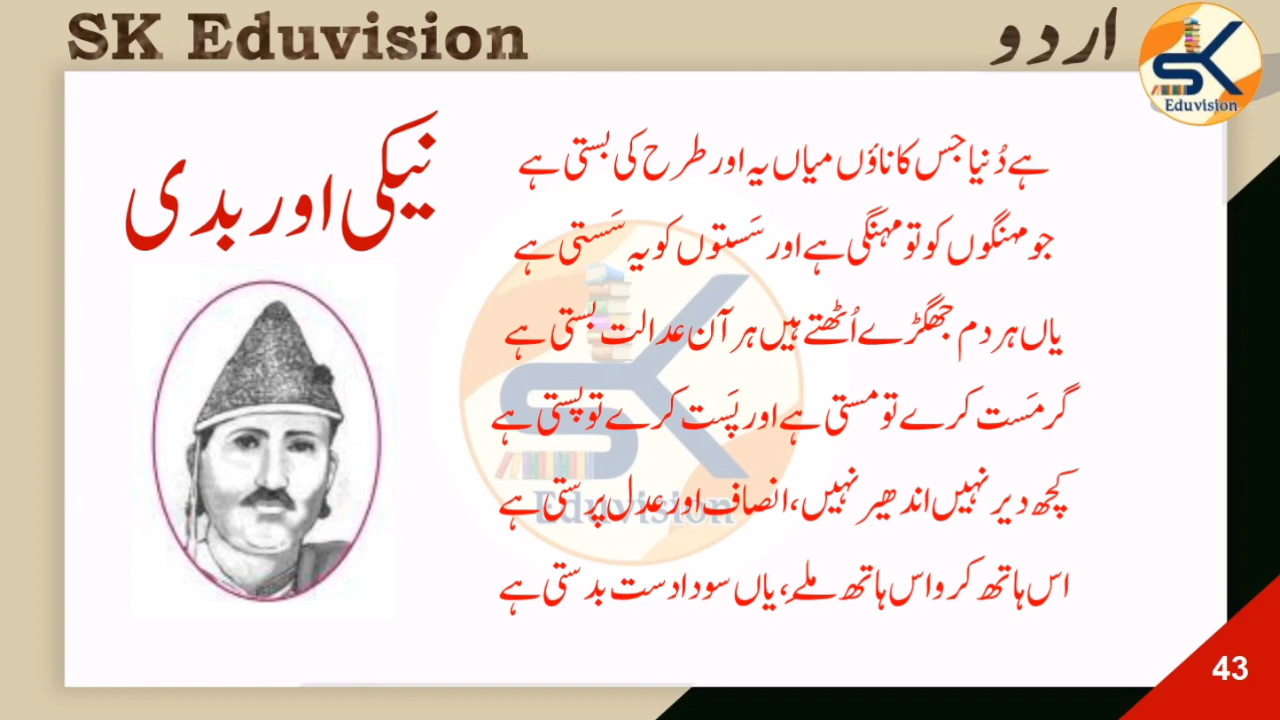 SK Eduvision
اردو
SK Eduvision
نیکی اور بدی
ہے دُنیا جس کا ناؤں میاں یہ اور طرح کی بستی ہے
جو مہنگوں کو تو مہنگی ہے اور سَستوں کو یہ سَستی ہے
یاں ہر دم جھگڑے اُٹھتے ہیں ہر آن عدالت بستی ہے
گر مَست کرے تو مستی ہے اور پَست کرے تو پستی ہے
کچھ دیر نہیں اندھیر نہیں، انصاف اور عدل پرستی ہے
اس ہاتھ کرو اس ہاتھ ملے، یاں سودا دست بدستی ہے
SK Eduvision
43